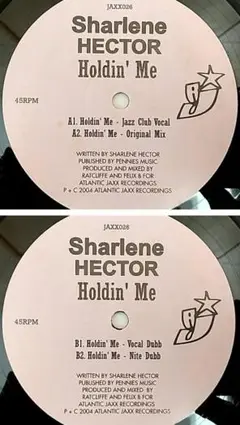 JAXX026
Sharlene
HECTOR
Holdin' Me
45RPM
A1. Holdin' Me - Jazz Club Vocal
A2. Holdin' Me - Original Mix
WRITTEN BY SHARLENE HECTOR
PUBLISHED BY PENNIES MUSIC
PRODUCED AND MIXED BY
RATCLIFFE AND FELIX B FOR
ATLANTIC JAXX RECORDINGS
P + C 2004 ATLANTIC JAXX RECORDINGS
JAXX026
Sharlene
HECTOR
Holdin' Me
45RPM
B1. Holdin' Me - Vocal Dubb
B2. Holdin' Me - Nite Dubb
WRITTEN BY SHARLENE HECTOR
PUBLISHED BY PENNIES MUSIC
PRODUCED AND MIXED BY
RATCLIFFE AND FELIX B FOR
ATLANTIC JAXX RECORDINGS
P + C 2004 ATLANTIC JAXX RECORDINGS